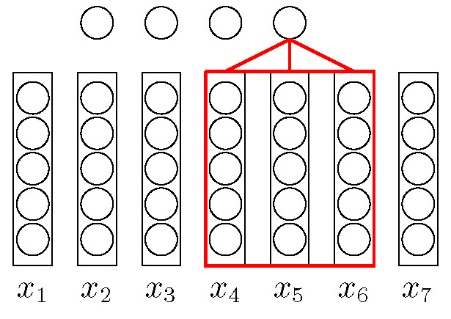 x₁ x₂ x₃ x₄ x₅ x₆ x₇